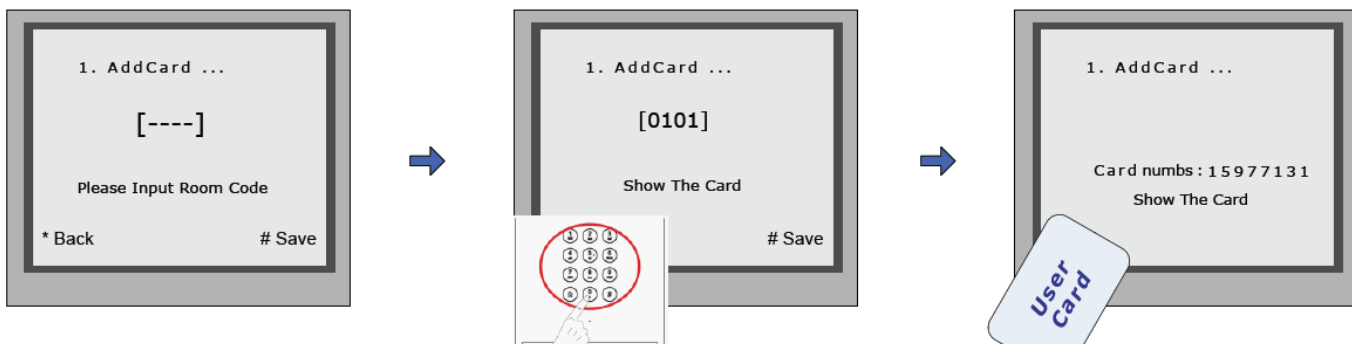 1. AddCard ...
[----]
Please Input Room Code
* Back # Save
1. AddCard ...
[0101]
Show The Card
# Save
1. AddCard ...
Card numbs : 15977131
Show The Card
User
Card